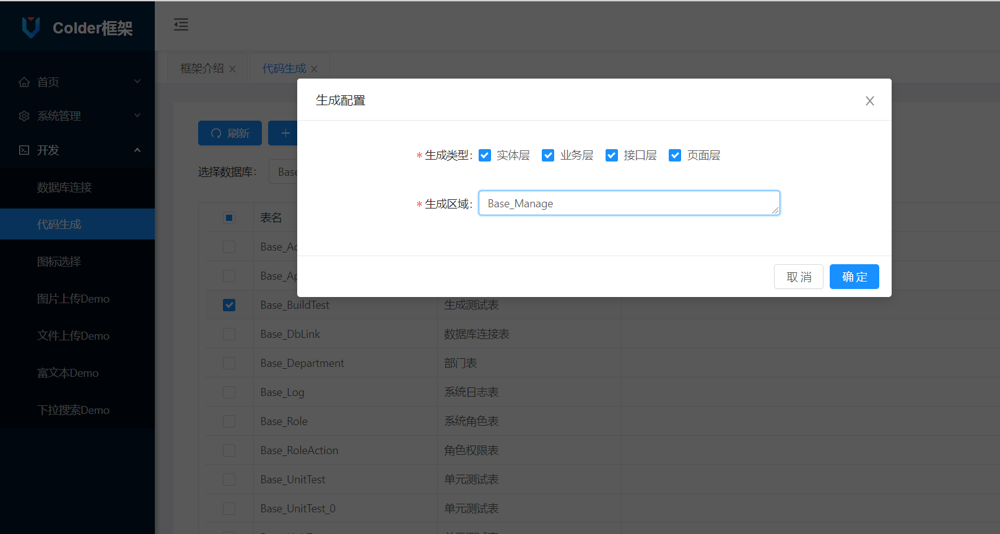 Colder框架
首页
系统管理
开发
数据库连接
代码生成
图标选择
图片上传Demo
文件上传Demo
富文本Demo
下拉搜索Demo
框架介绍
代码生成
刷新
选择数据库:
Base
表名
Base_Ac
Base_Ap
Base_BuildTest 生成测试表
Base_DbLink 数据库连接表
Base_Department 部门表
Base_Log 系统日志表
Base_Role 系统角色表
Base_RoleAction 角色权限表
Base_UnitTest 单元测试表
Base_UnitTest_0 单元测试表
生成配置
* 生成类型: 实体层 业务层 接口层 页面层
* 生成区域: Base_Manage
取 消 确 定